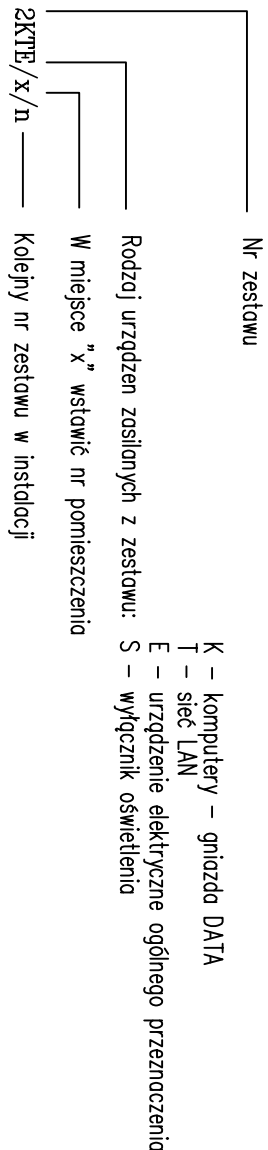 Nr zestawu
K – komputery – gniazda DATA
T – sieć LAN
Rodzaj urządzen zasilanych z zestawu: E – urządzenie elektryczne ogólnego przeznaczenia
S – wyłącznik oświetlenia
W miejsce "x" wstawić nr pomieszczenia
2KTE/x/n Kolejny nr zestawu w instalacji